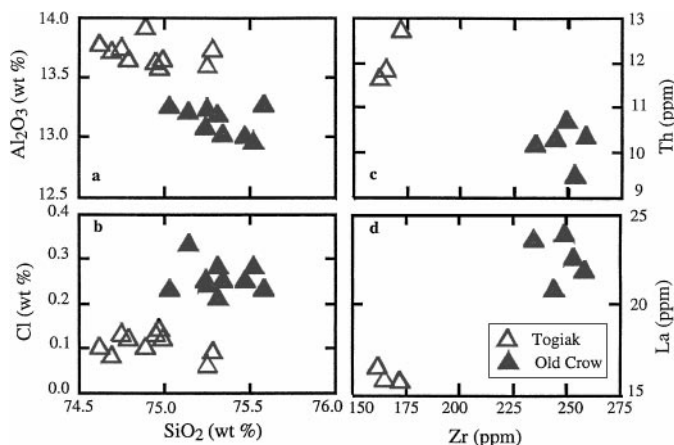 14.0
13.5
13.0
12.5
Al₂O₃ (wt %)
a
c
13
12
11
10
9
Th (ppm)
0.4
0.3
0.2
0.1
0.0
Cl (wt %)
b
d
25
20
15
La (ppm)
Togiak
Old Crow
74.5 75.0 75.5 76.0
SiO₂ (wt %)
150 175 200 225 250 275
Zr (ppm)